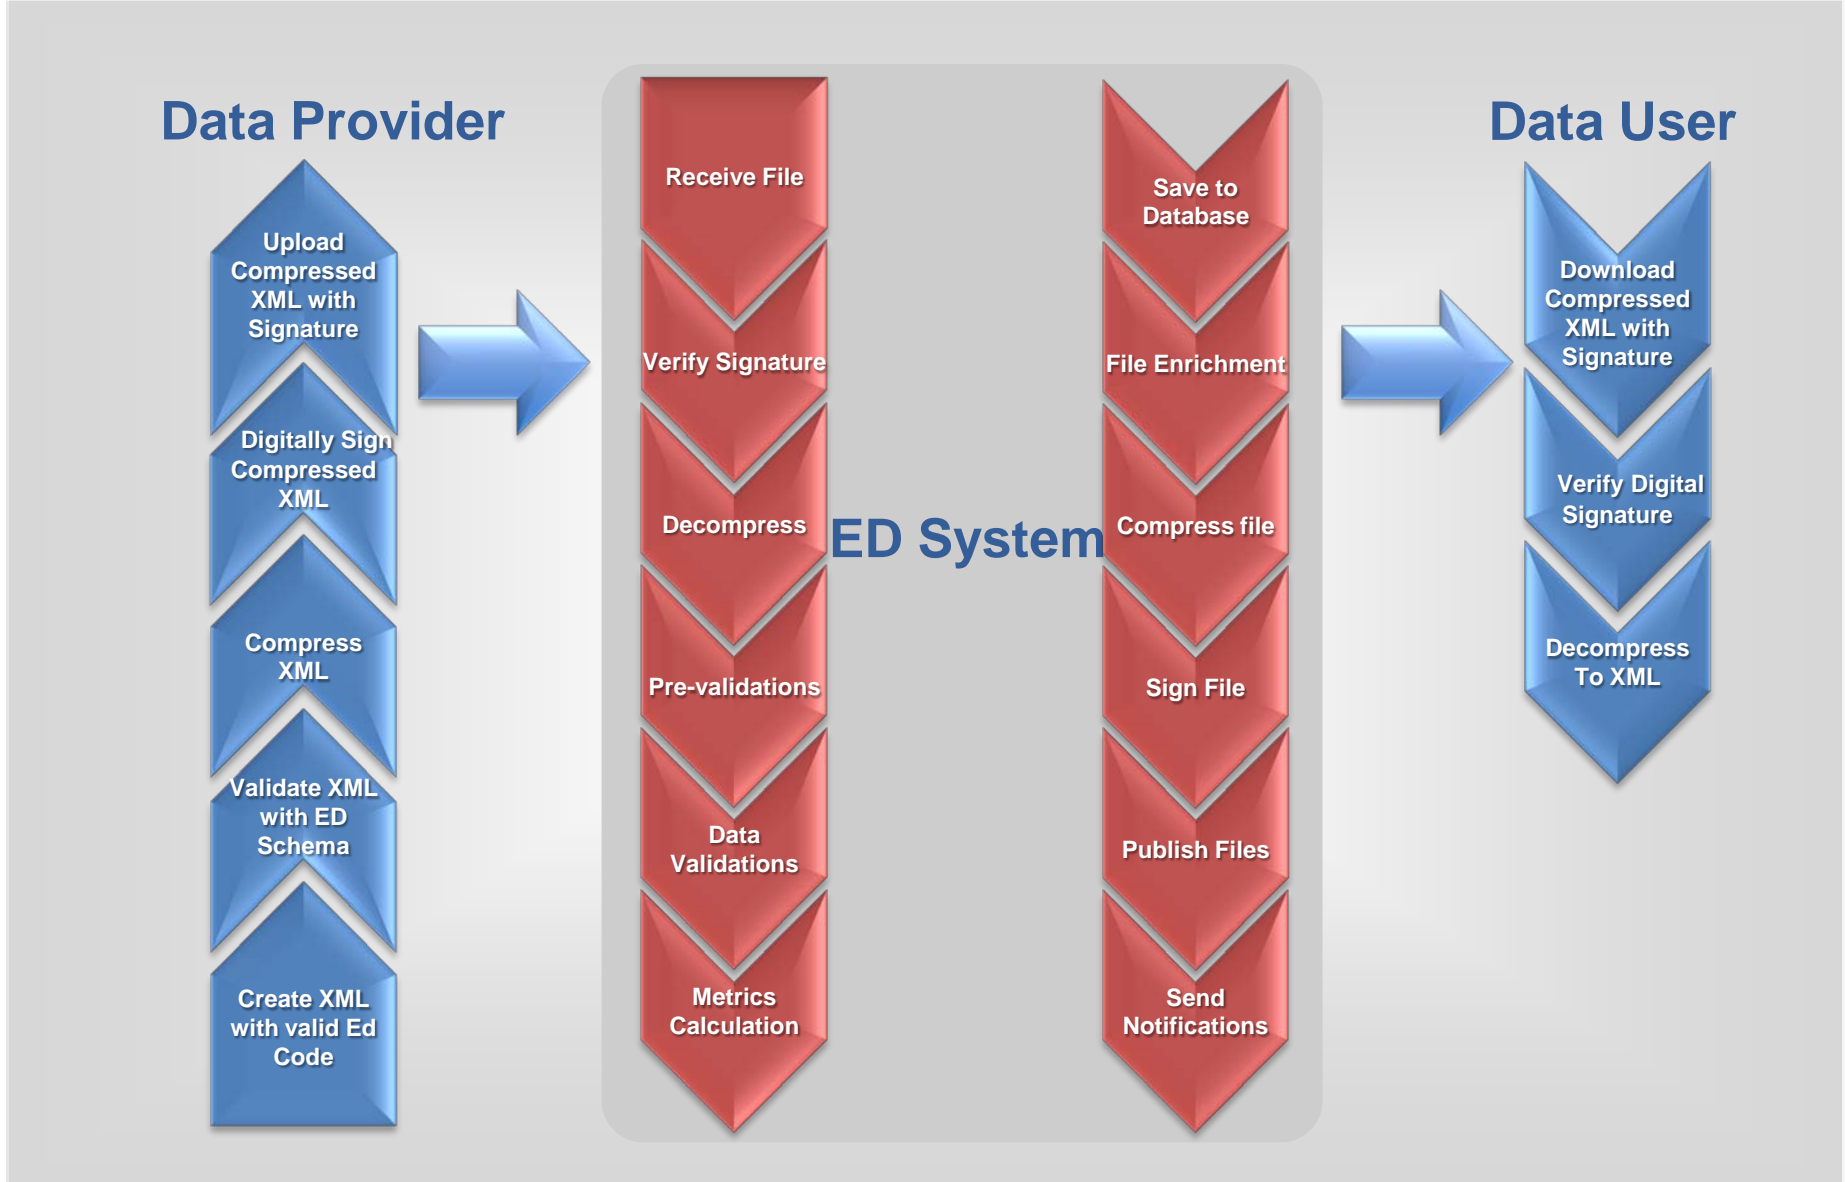 Data Provider
Upload
Compressed
XML with
Signature
Digitally Sign
Compressed
XML
Compress
XML
Validate XML
with ED
Schema
Create XML
with valid Ed
Code
Receive File
Verify Signature
Decompress
Pre-validations
Data
Validations
Metrics
Calculation
ED System
Save to
Database
File Enrichment
Compress file
Sign File
Publish Files
Send
Notifications
Data User
Download
Compressed
XML with
Signature
Verify Digital
Signature
Decompress
To XML